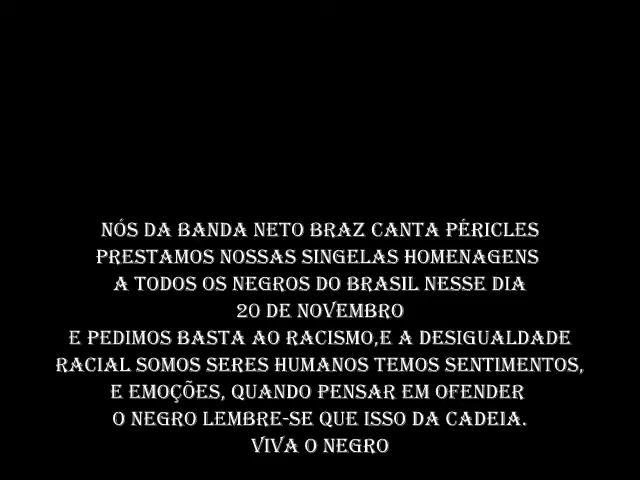 NÓS DA BANDA NETO BRAZ CANTA PÉRICLES
PRESTAMOS NOSSAS SINGELAS HOMENAGENS
A TODOS OS NEGROS DO BRASIL NESSE DIA
20 DE NOVEMBRO
E PEDIMOS BASTA AO RACISMO,E A DESIGUALDADE
RACIAL SOMOS SERES HUMANOS TEMOS SENTIMENTOS,
E EMOÇÕES, QUANDO PENSAR EM OFENDER
O NEGRO LEMBRE-SE QUE ISSO DA CADEIA.
VIVA O NEGRO